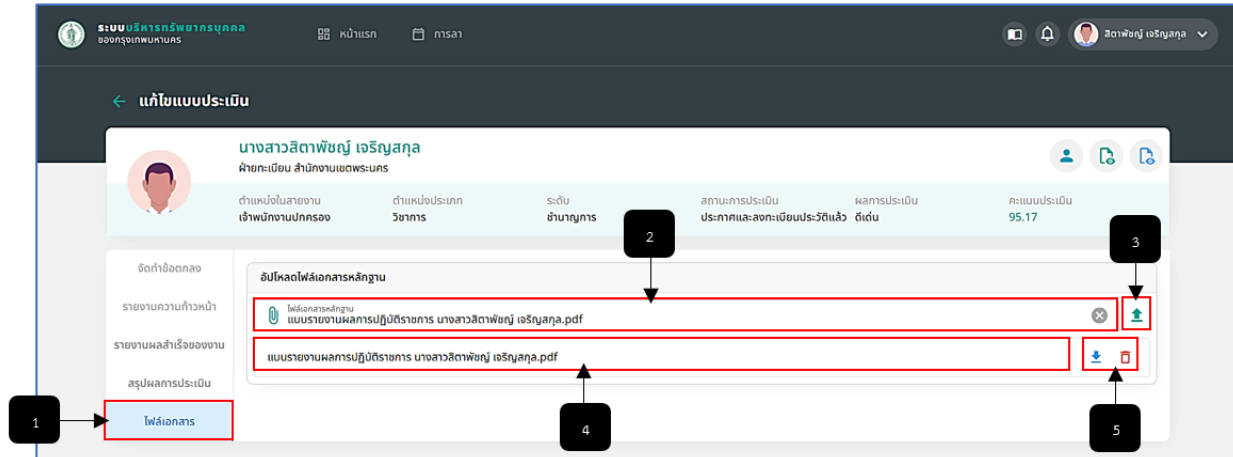 ระบบบริหารทรัพยากรบุคคล
ของกรุงเทพมหานคร
หน้าแรก
การลา
สิตาพัชญ์ เจริญสกุล
แก้ไขแบบประเมิน
นางสาวสิตาพัชญ์ เจริญสกุล
ฝ่ายทะเบียน สำนักงานเขตพระนคร
ตำแหน่งในสายงาน ตำแหน่งประเภท ระดับ สถานะการประเมิน ผลการประเมิน คะแนนประเมิน
เจ้าพนักงานปกครอง วิชาการ ชำนาญการ ประกาศและลงทะเบียนประวัติแล้ว ดีเด่น 95.17
2
3
จัดทำข้อตกลง
รายงานความก้าวหน้า
รายงานผลสำเร็จของงาน
สรุปผลการประเมิน
ไฟล์เอกสาร
อัปโหลดไฟล์เอกสารหลักฐาน
ไฟล์เอกสารหลักฐาน
แบบรายงานผลการปฏิบัติราชการ นางสาวสิตาพัชญ์ เจริญสกุล.pdf
แบบรายงานผลการปฏิบัติราชการ นางสาวสิตาพัชญ์ เจริญสกุล.pdf
1
4
5